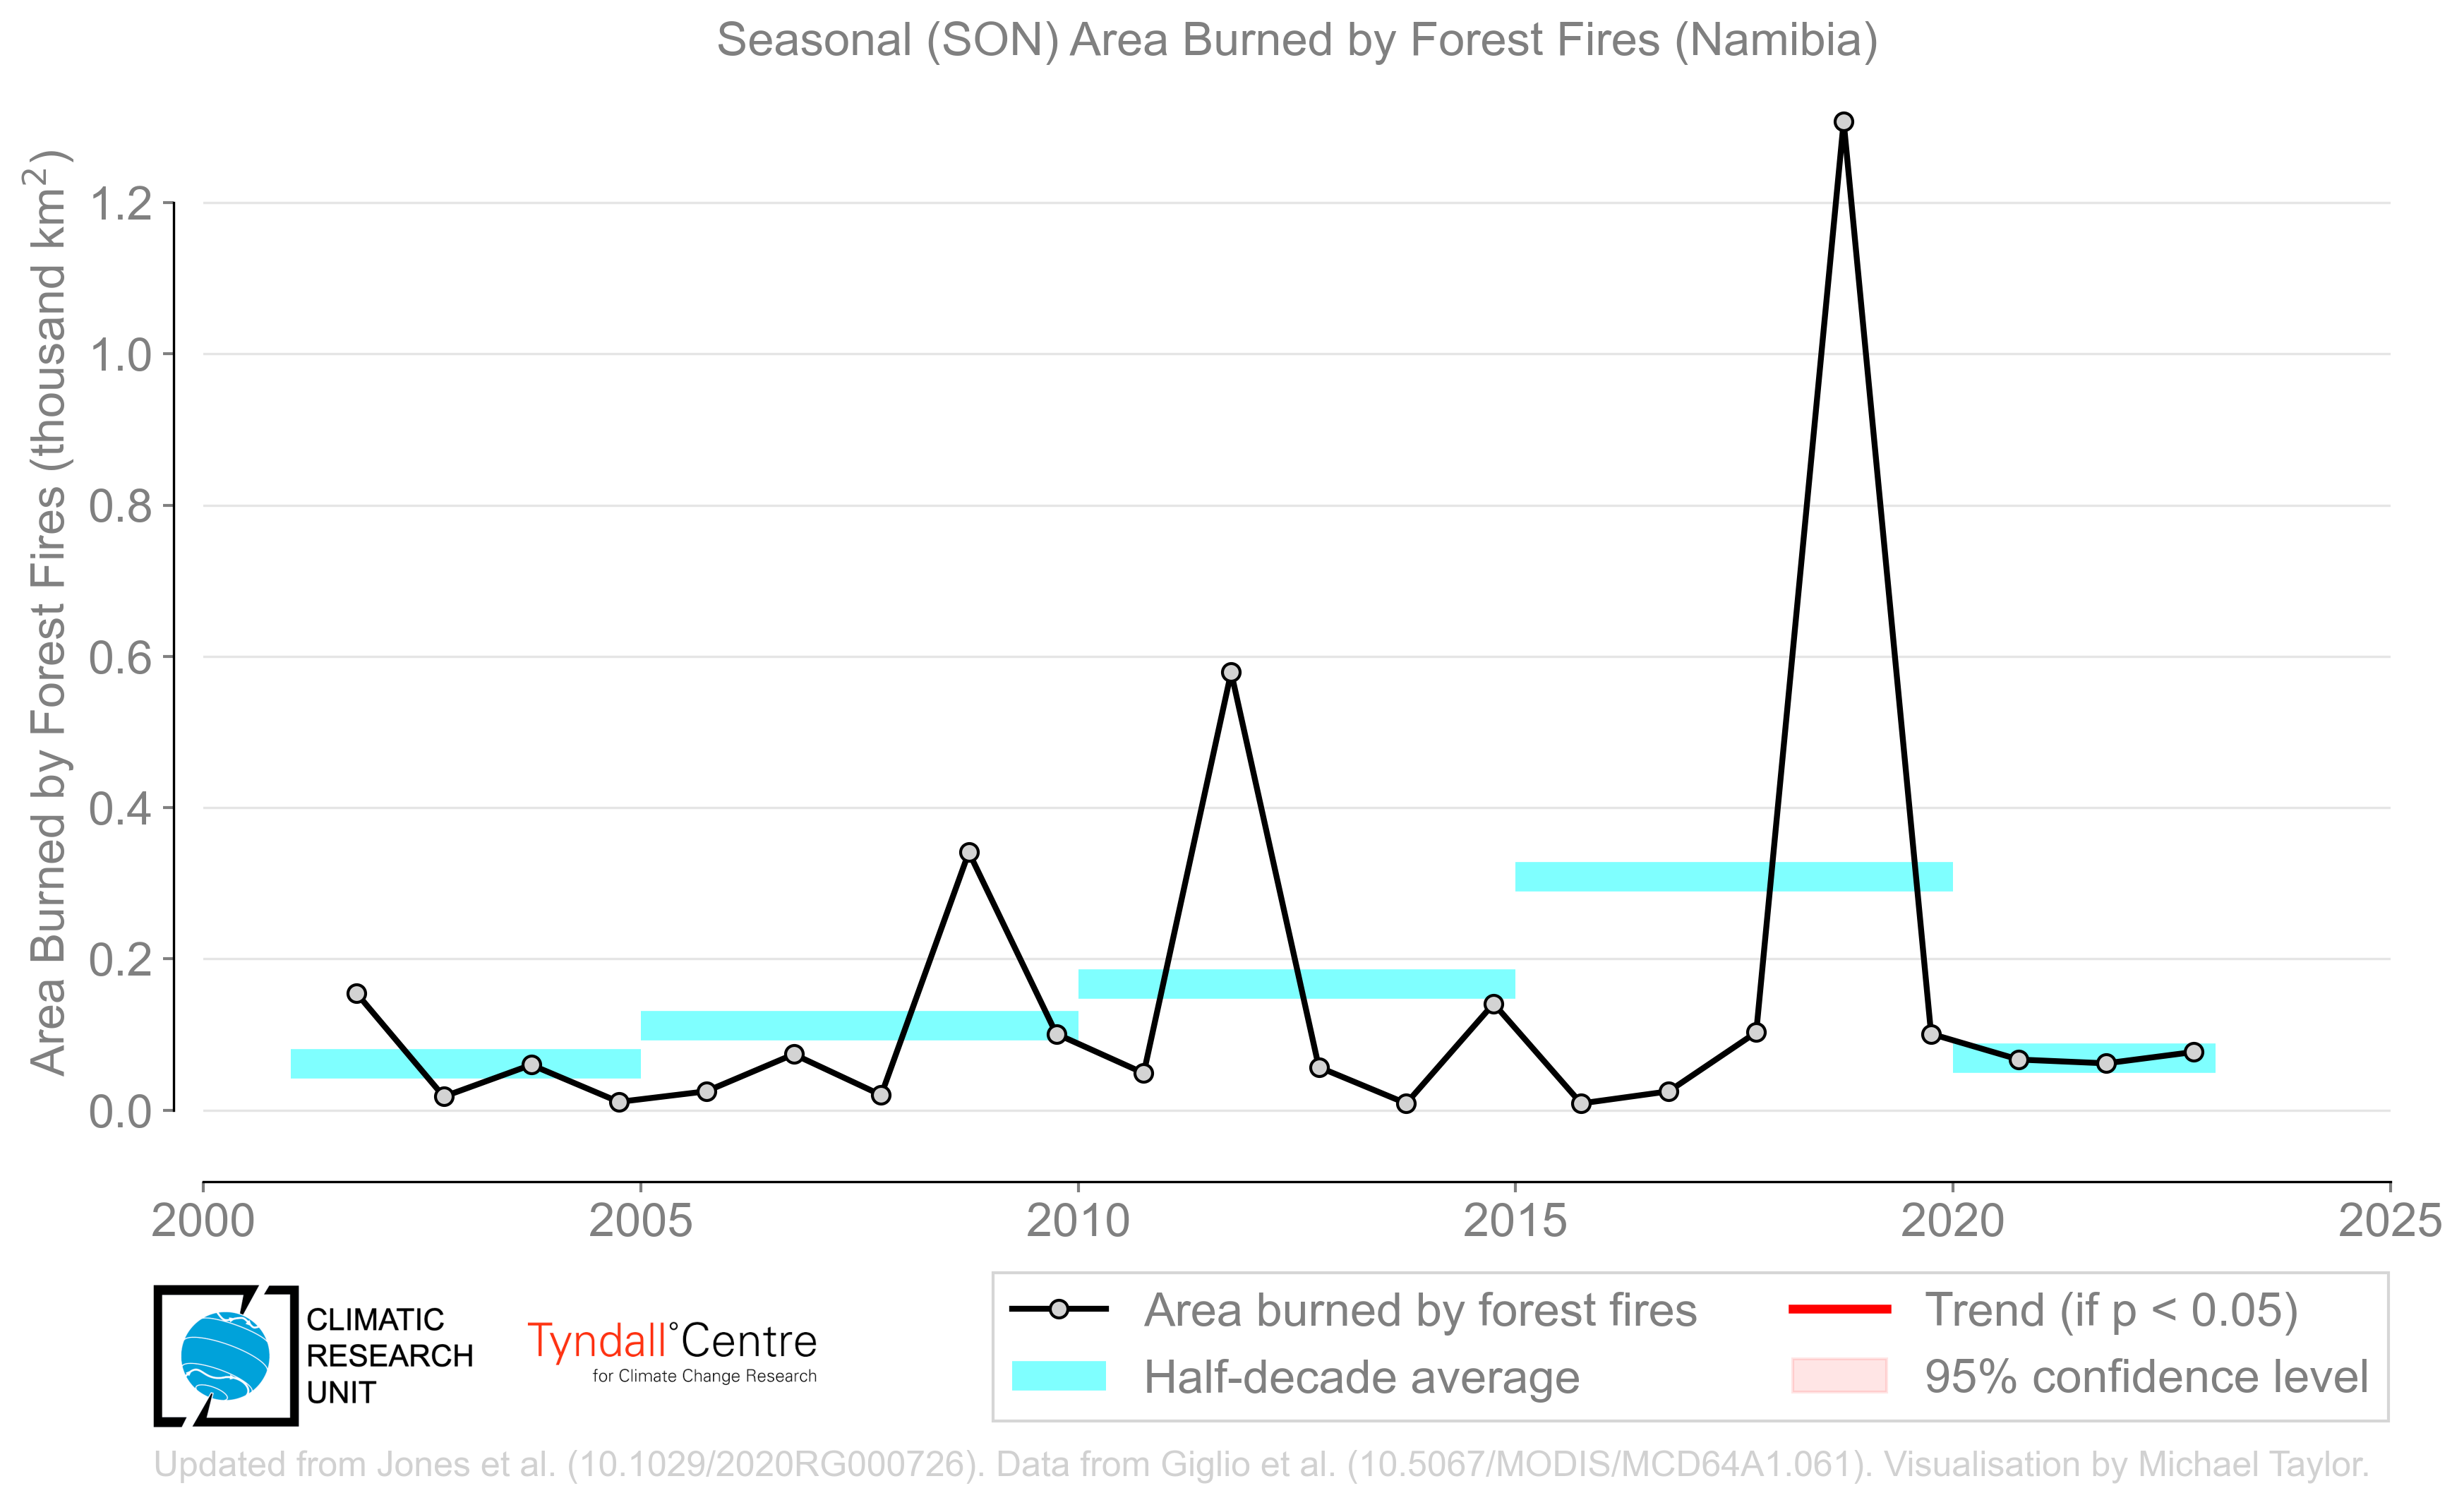 Seasonal (SON) Area Burned by Forest Fires (Namibia)
Area Burned by Forest Fires (thousand km²)
1.2
1.0
0.8
0.6
0.4
0.2
0.0
2000 2005 2010 2015 2020 2025
CLIMATIC
RESEARCH
UNIT
Tyndall°Centre
for Climate Change Research
Area burned by forest fires
Half-decade average
Trend (if p < 0.05)
95% confidence level
Updated from Jones et al. (10.1029/2020RG000726). Data from Giglio et al. (10.5067/MODIS/MCD64A1.061). Visualisation by Michael Taylor.